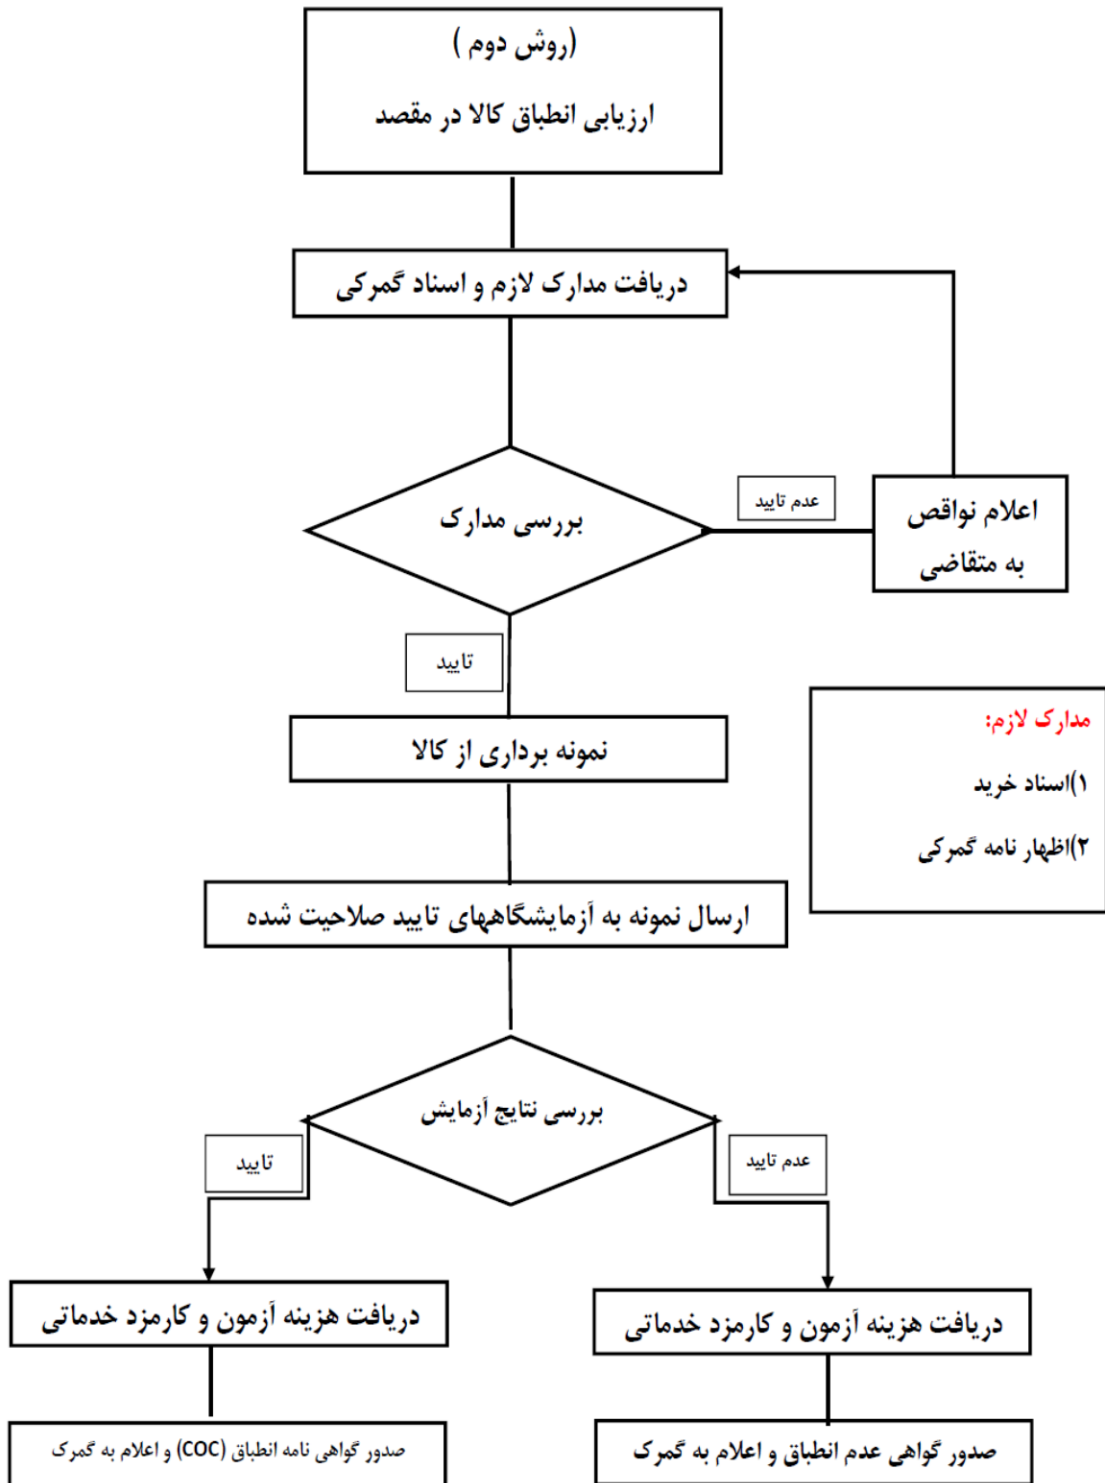 (روش دوم )
ارزیابی انطباق کالا در مقصد
دریافت مدارک لازم و اسناد گمرکی
بررسی مدارک
عدم تایید
اعلام نواقص
به متقاضی
تایید
نمونه برداری از کالا
مدارک لازم:
۱)اسناد خرید
۲)اظهار نامه گمرکی
ارسال نمونه به آزمایشگاههای تایید صلاحیت شده
بررسی نتایج آزمایش
تایید
عدم تایید
دریافت هزینه آزمون و کارمزد خدماتی
دریافت هزینه آزمون و کارمزد خدماتی
صدور گواهی نامه انطباق (COC) و اعلام به گمرک
صدور گواهی عدم انطباق و اعلام به گمرک